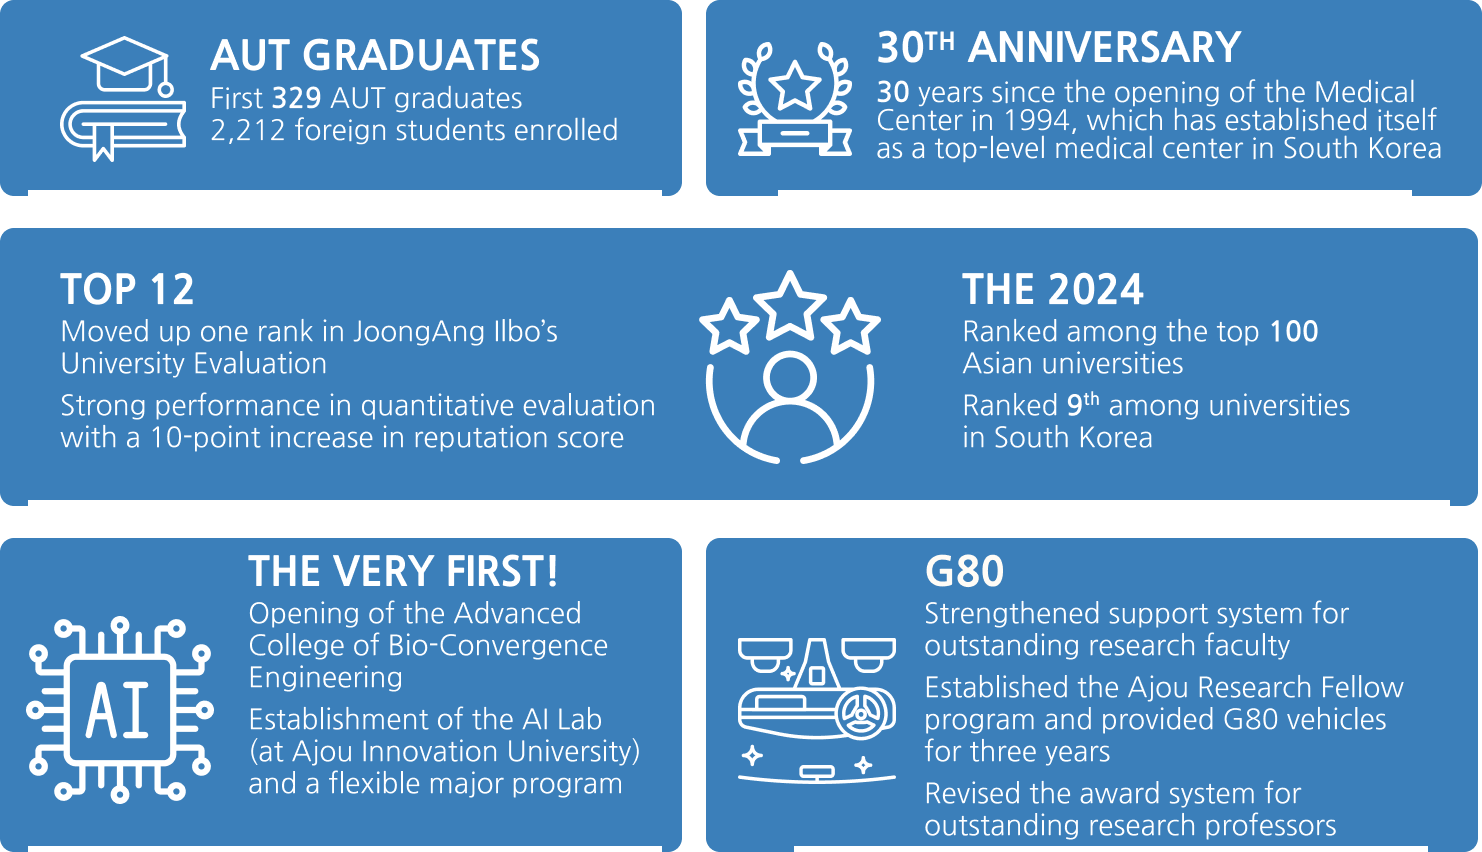 AUT GRADUATES
First 329 AUT graduates
2,212 foreign students enrolled
30TH ANNIVERSARY
30 years since the opening of the Medical
Center in 1994, which has established itself
as a top-level medical center in South Korea
TOP 12
Moved up one rank in JoongAng Ilbo’s
University Evaluation
Strong performance in quantitative evaluation
with a 10-point increase in reputation score
THE 2024
Ranked among the top 100
Asian universities
Ranked 9th among universities
in South Korea
AI
THE VERY FIRST!
Opening of the Advanced
College of Bio-Convergence
Engineering
Establishment of the AI Lab
(at Ajou Innovation University)
and a flexible major program
G80
Strengthened support system for
outstanding research faculty
Established the Ajou Research Fellow
program and provided G80 vehicles
for three years
Revised the award system for
outstanding research professors